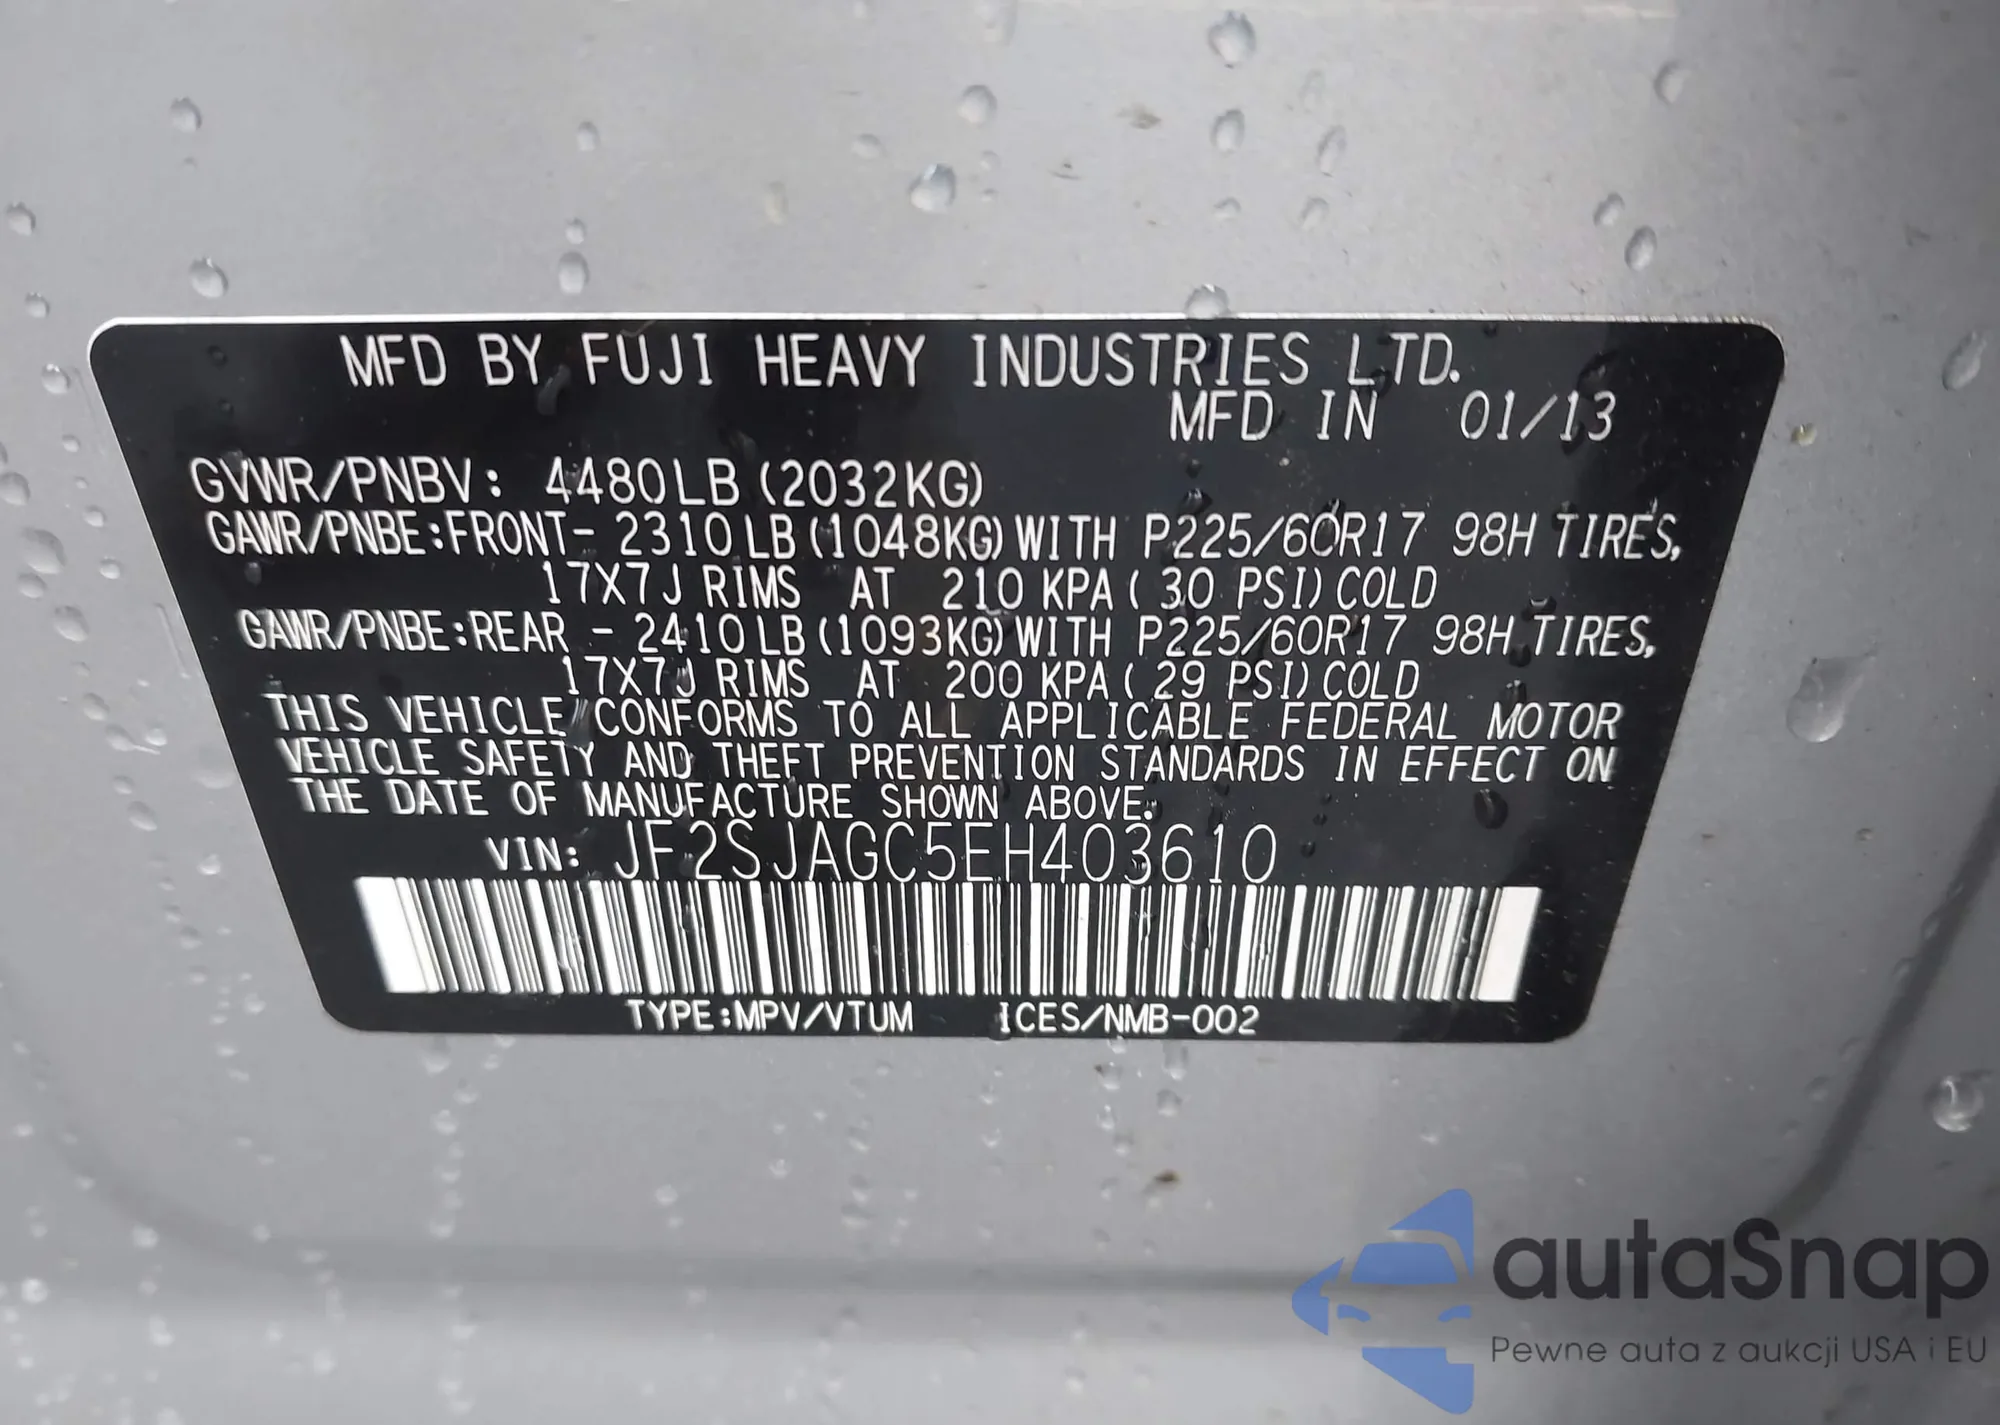 MFD BY FUJI HEAVY INDUSTRIES LTD.
MFD IN 01/13
GVWR/PNBV: 4480LB (2032KG)
GAWR/PNBE:FRONT- 2310LB (1048KG) WITH P225/60R17 98H TIRES,
17X7J RIMS AT 210 KPA ( 30 PSI) COLD
GAWR/PNBE:REAR - 2410LB (1093KG) WITH P225/60R17 98H TIRES,
17X7J RIMS AT 200 KPA ( 29 PSI) COLD
THIS VEHICLE CONFORMS TO ALL APPLICABLE FEDERAL MOTOR
VEHICLE SAFETY AND THEFT PREVENTION STANDARDS IN EFFECT ON
THE DATE OF MANUFACTURE SHOWN ABOVE.
VIN: JF2SJAGC5EH403610
TYPE:MPV/VTUM ICES/NMB-002
autaSnap
Pewne auta z aukcji USA i EU